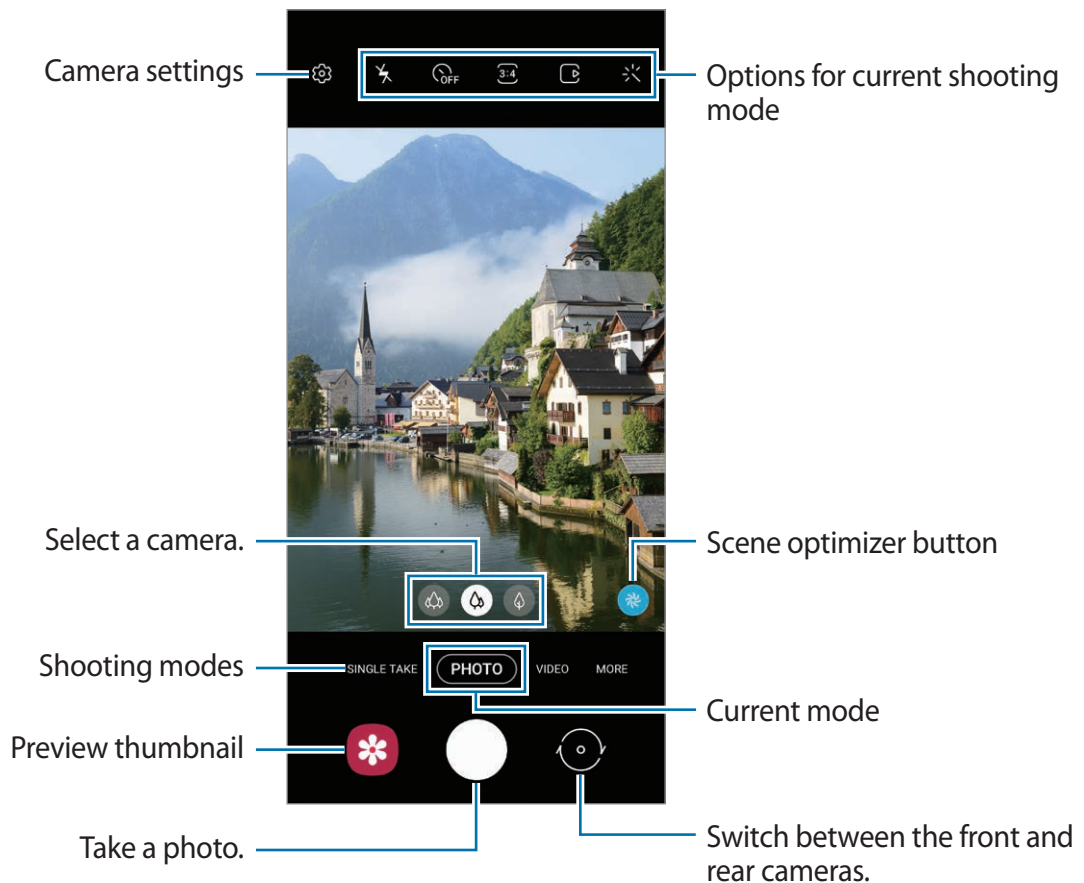 Camera settings
OFF
3:4
Options for current shooting
mode
Select a camera.
Scene optimizer button
Shooting modes
SINGLE TAKE PHOTO VIDEO MORE
Current mode
Preview thumbnail
Take a photo.
Switch between the front and
rear cameras.